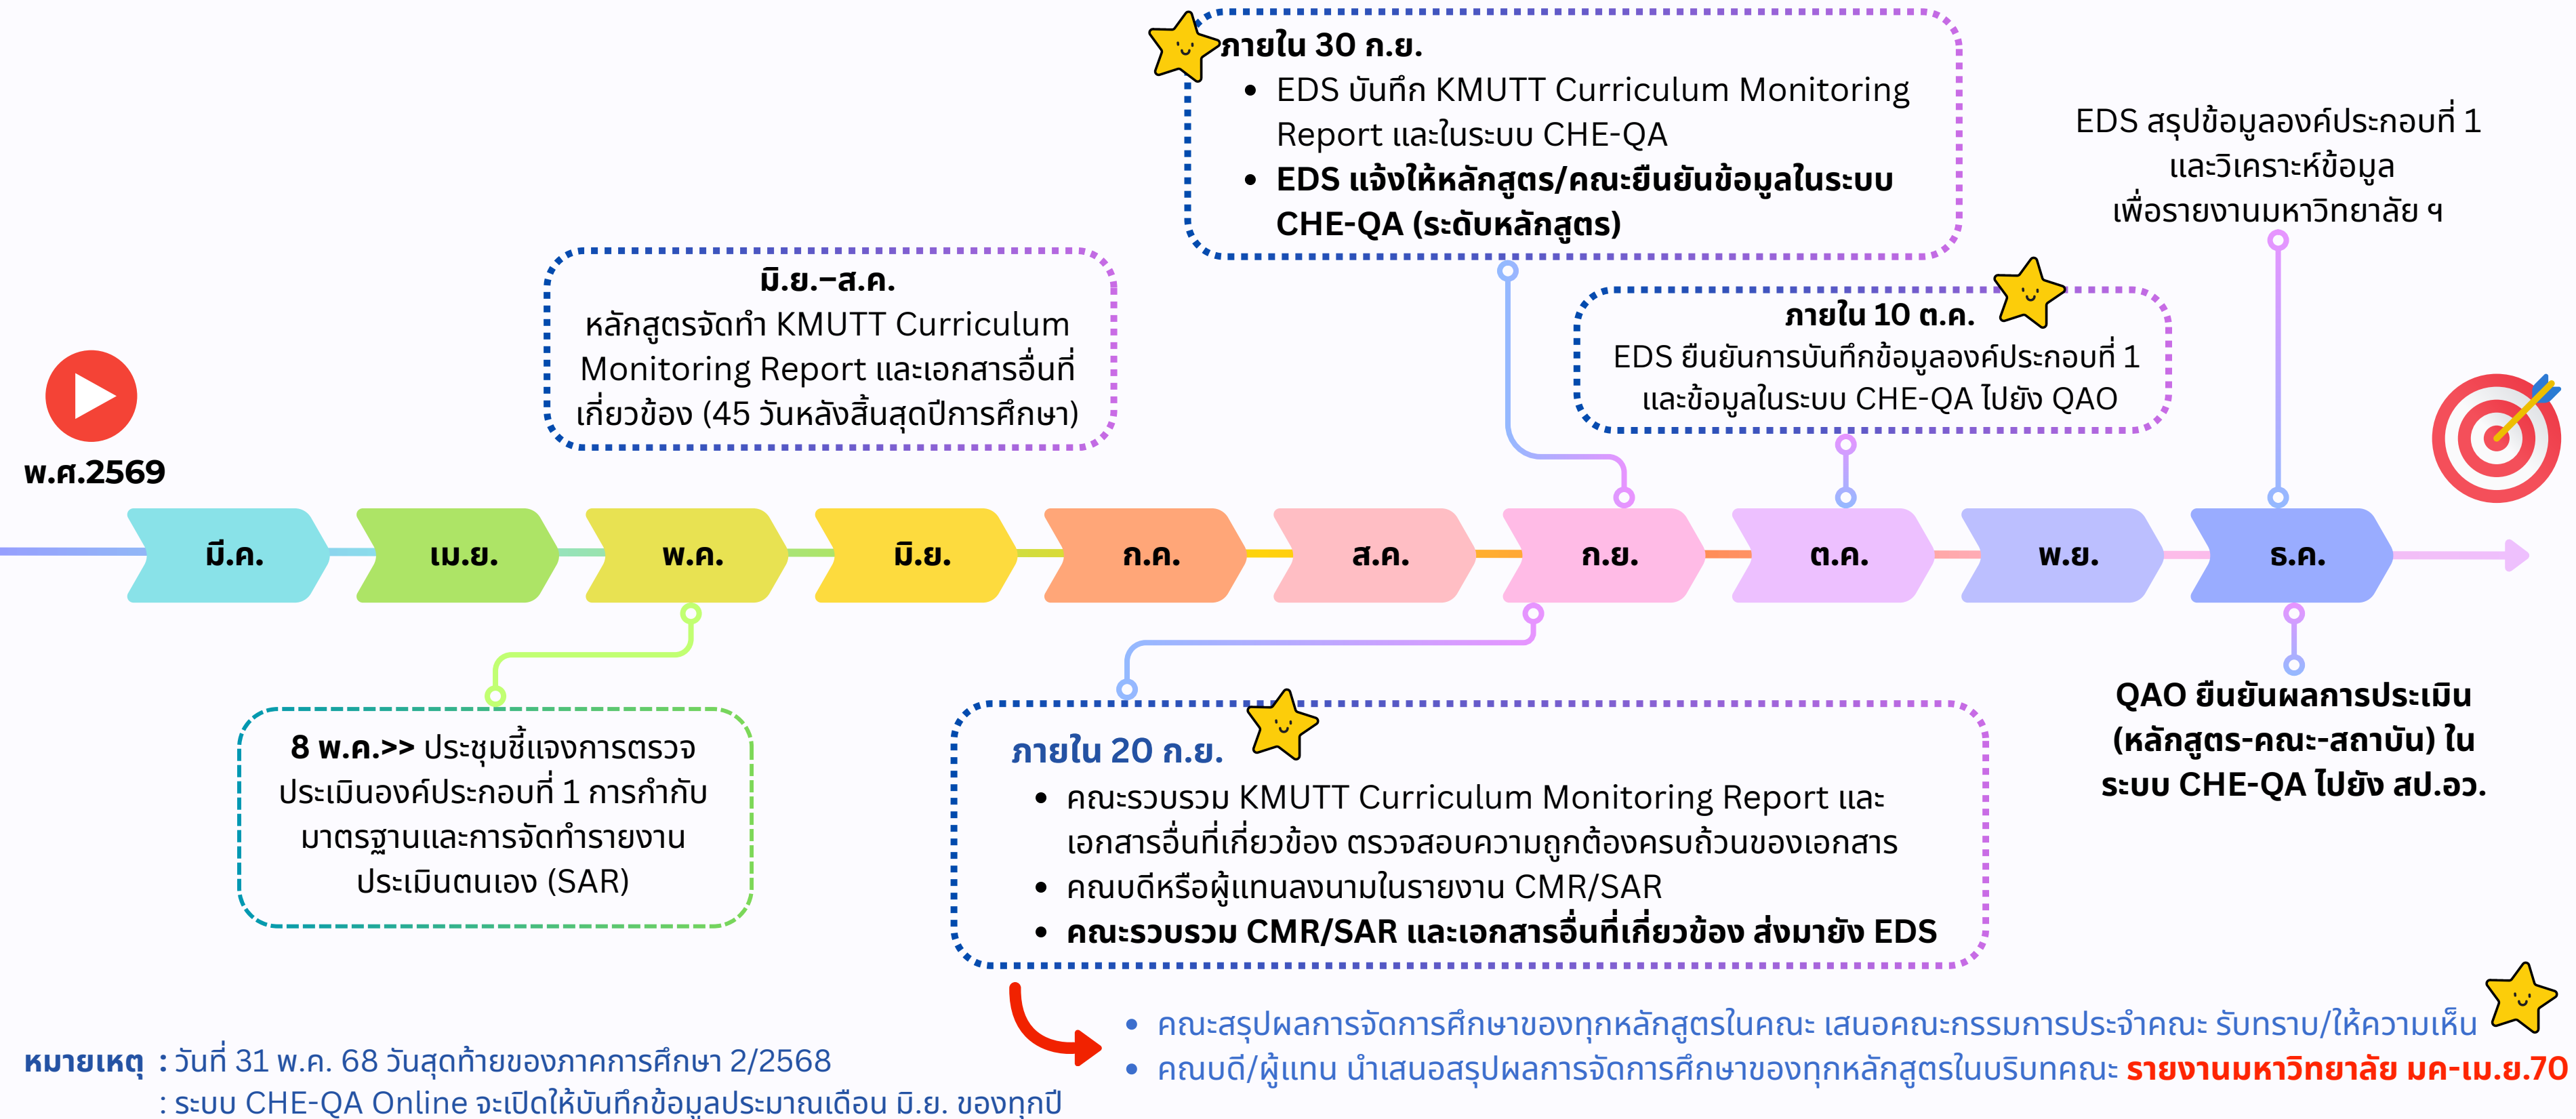 ภายใน 30 ก.ย.
• EDS บันทึก KMUTT Curriculum Monitoring
Report และในระบบ CHE-QA
• EDS แจ้งให้หลักสูตร/คณะยืนยันข้อมูลในระบบ
CHE-QA (ระดับหลักสูตร)
EDS สรุปข้อมูลองค์ประกอบที่ 1
และวิเคราะห์ข้อมูล
เพื่อรายงานมหาวิทยาลัย ฯ
มิ.ย.–ส.ค.
หลักสูตรจัดทำ KMUTT Curriculum
Monitoring Report และเอกสารอื่นที่
เกี่ยวข้อง (45 วันหลังสิ้นสุดปีการศึกษา)
ภายใน 10 ต.ค.
EDS ยืนยันการบันทึกข้อมูลองค์ประกอบที่ 1
และข้อมูลในระบบ CHE-QA ไปยัง QAO
พ.ศ.2569
มี.ค.
เม.ย.
พ.ค.
มิ.ย.
ก.ค.
ส.ค.
ก.ย.
ต.ค.
พ.ย.
ธ.ค.
8 พ.ค.>> ประชุมชี้แจงการตรวจ
ประเมินองค์ประกอบที่ 1 การกำกับ
มาตรฐานและการจัดทำรายงาน
ประเมินตนเอง (SAR)
ภายใน 20 ก.ย.
• คณะรวบรวม KMUTT Curriculum Monitoring Report และ
เอกสารอื่นที่เกี่ยวข้อง ตรวจสอบความถูกต้องครบถ้วนของเอกสาร
• คณบดีหรือผู้แทนลงนามในรายงาน CMR/SAR
• คณะรวบรวม CMR/SAR และเอกสารอื่นที่เกี่ยวข้อง ส่งมายัง EDS
QAO ยืนยันผลการประเมิน
(หลักสูตร-คณะ-สถาบัน) ใน
ระบบ CHE-QA ไปยัง สป.อว.
• คณะสรุปผลการจัดการศึกษาของทุกหลักสูตรในคณะ เสนอคณะกรรมการประจำคณะ รับทราบ/ให้ความเห็น
• คณบดี/ผู้แทน นำเสนอสรุปผลการจัดการศึกษาของทุกหลักสูตรในบริบทคณะ รายงานมหาวิทยาลัย มค-เม.ย.70
หมายเหตุ : วันที่ 31 พ.ค. 68 วันสุดท้ายของภาคการศึกษา 2/2568
: ระบบ CHE-QA Online จะเปิดให้บันทึกข้อมูลประมาณเดือน มิ.ย. ของทุกปี